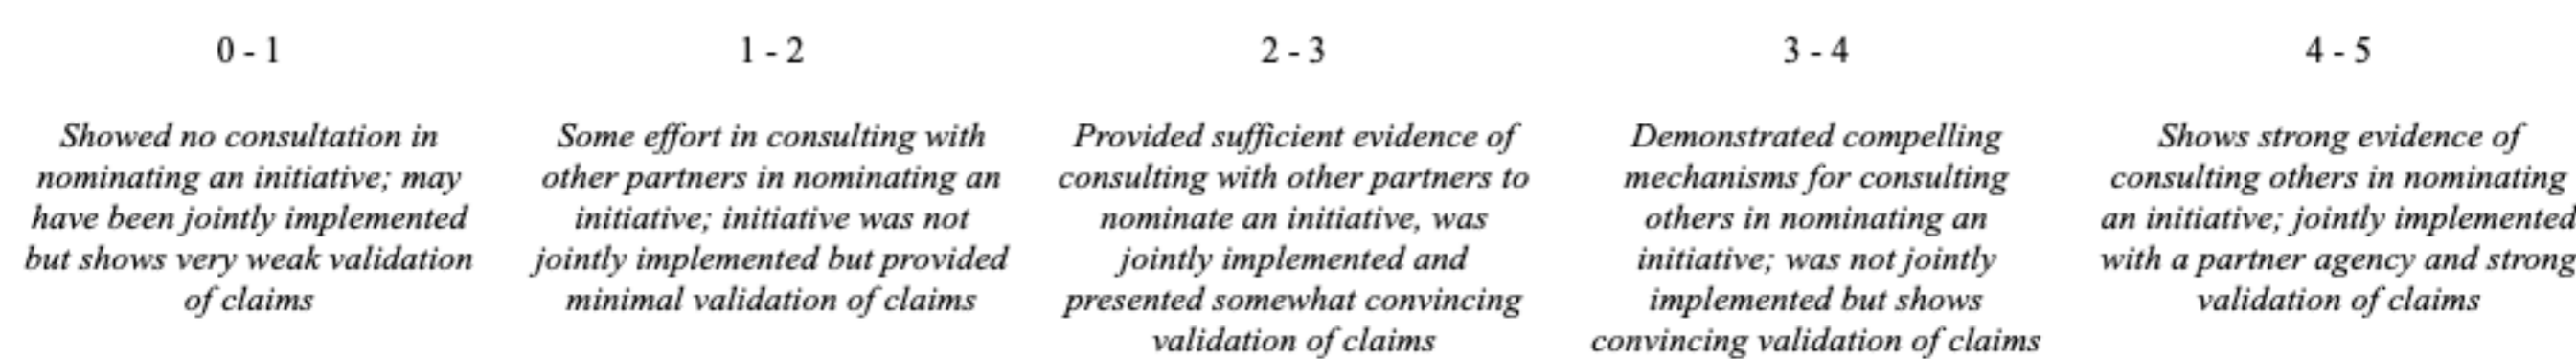 0 - 1
Showed no consultation in
nominating an initiative; may
have been jointly implemented
but shows very weak validation
of claims
1 - 2
Some effort in consulting with
other partners in nominating an
initiative; initiative was not
jointly implemented but provided
minimal validation of claims
2 - 3
Provided sufficient evidence of
consulting with other partners to
nominate an initiative, was
jointly implemented and
presented somewhat convincing
validation of claims
3 - 4
Demonstrated compelling
mechanisms for consulting
others in nominating an
initiative; was not jointly
implemented but shows
convincing validation of claims
4 - 5
Shows strong evidence of
consulting others in nominating
an initiative; jointly implemented
with a partner agency and strong
validation of claims